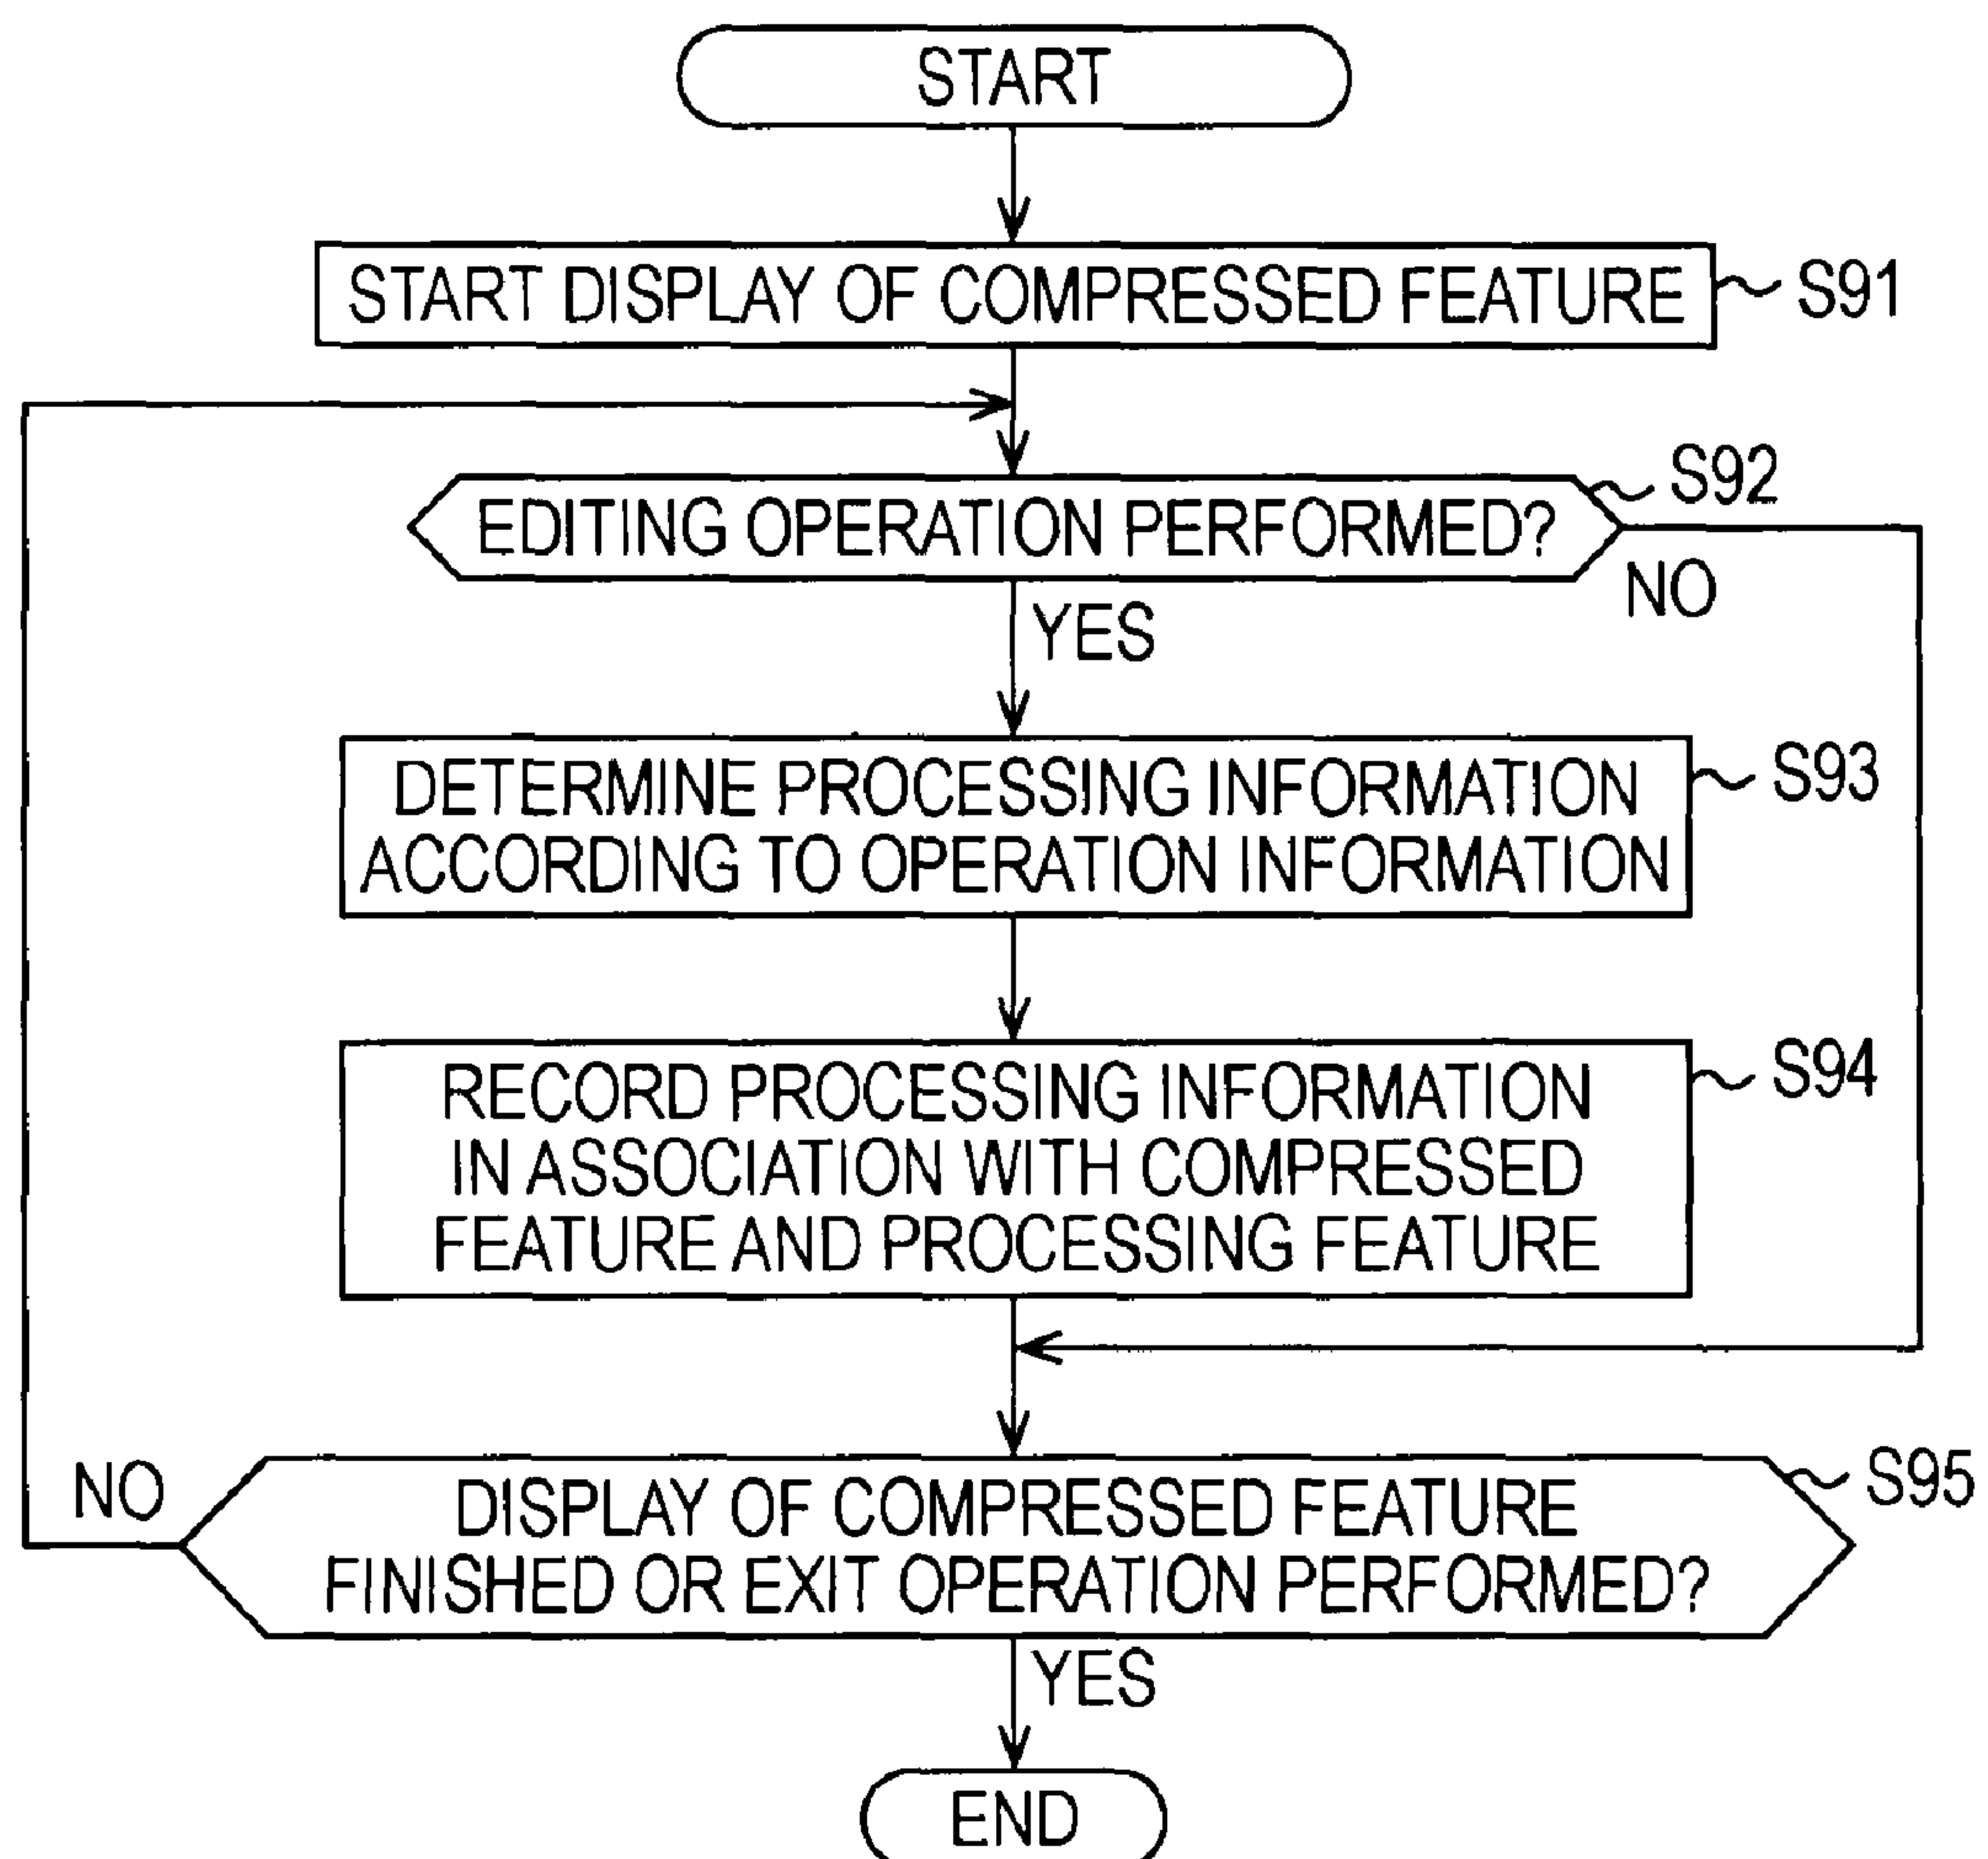 START
START DISPLAY OF COMPRESSED FEATURE
S91
EDITING OPERATION PERFORMED?
S92
NO
YES
DETERMINE PROCESSING INFORMATION
ACCORDING TO OPERATION INFORMATION
S93
RECORD PROCESSING INFORMATION
IN ASSOCIATION WITH COMPRESSED
FEATURE AND PROCESSING FEATURE
S94
NO
DISPLAY OF COMPRESSED FEATURE
FINISHED OR EXIT OPERATION PERFORMED?
S95
YES
END